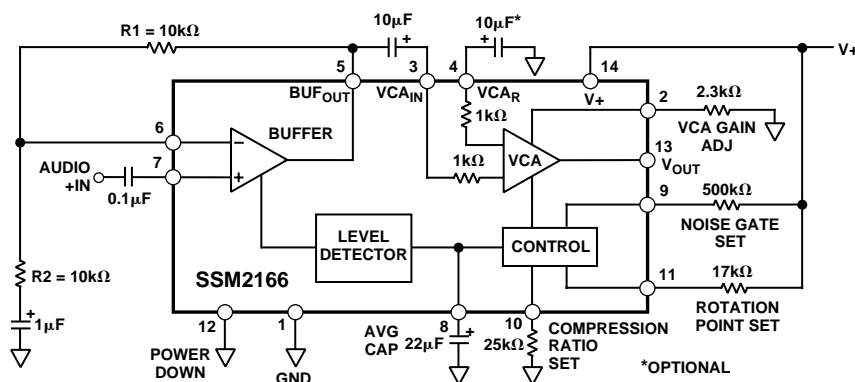 R1 = 10kΩ
10µF
+
10µF*
+
V+
5
3
4
14
BUFOUT
VCAIN
VCAR
V+
2
2.3kΩ
VCA GAIN
ADJ
1kΩ
6
BUFFER
–
+
7
AUDIO
+IN
0.1µF
1kΩ
VCA
13
VOUT
9
500kΩ
NOISE GATE
SET
LEVEL
DETECTOR
CONTROL
R2 = 10kΩ
SSM2166
11
17kΩ
ROTATION
POINT SET
+
1µF
12
1
AVG
CAP
8
+
22µF
10
25kΩ
COMPRESSION
RATIO
SET
POWER
DOWN
GND
*OPTIONAL